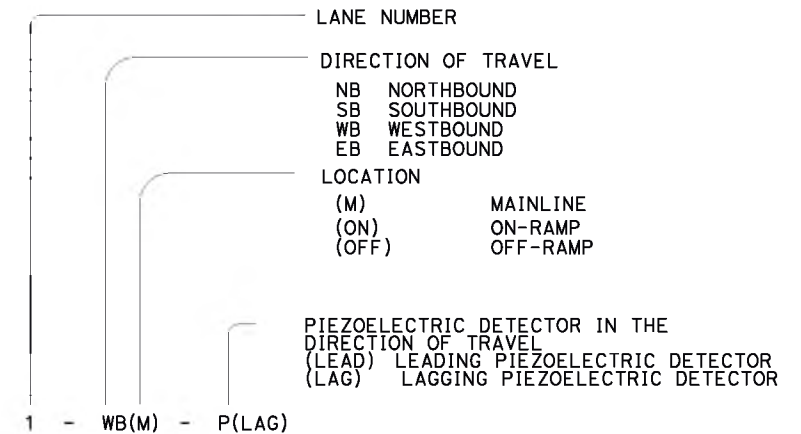 LANE NUMBER
DIRECTION OF TRAVEL
NB NORTHBOUND
SB SOUTHBOUND
WB WESTBOUND
EB EASTBOUND
LOCATION
(M) MAINLINE
(ON) ON-RAMP
(OFF) OFF-RAMP
PIEZOELECTRIC DETECTOR IN THE
DIRECTION OF TRAVEL
(LEAD) LEADING PIEZOELECTRIC DETECTOR
(LAG) LAGGING PIEZOELECTRIC DETECTOR
1 - WB(M) - P(LAG)